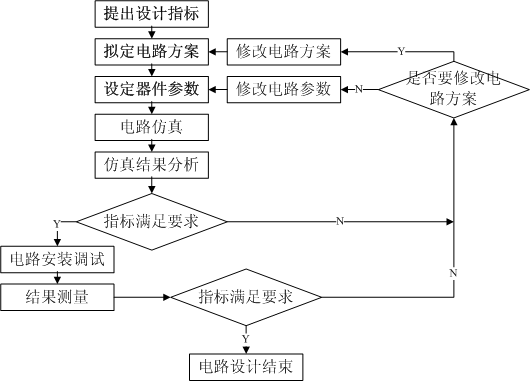 提出设计指标
拟定电路方案
修改电路方案
Y
是否要修改电
路方案
设定器件参数
修改电路参数
N
电路仿真
仿真结果分析
指标满足要求
Y
N
电路安装调试
结果测量
指标满足要求
N
Y
电路设计结束